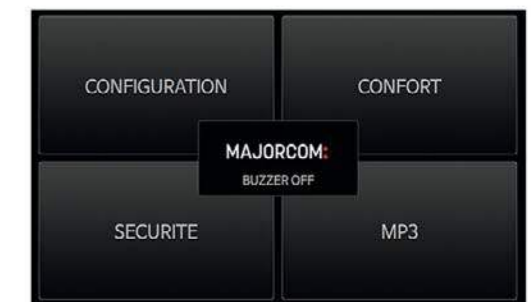 CONFIGURATION
CONFORT
MAJORCOM:
BUZZER OFF
SECURITE
MP3